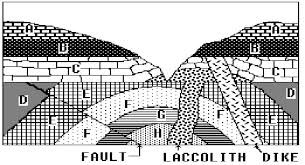 A A
D B
C C
D E E D
F F
G
E F H F E
FAULT LACCOLITH DIKE